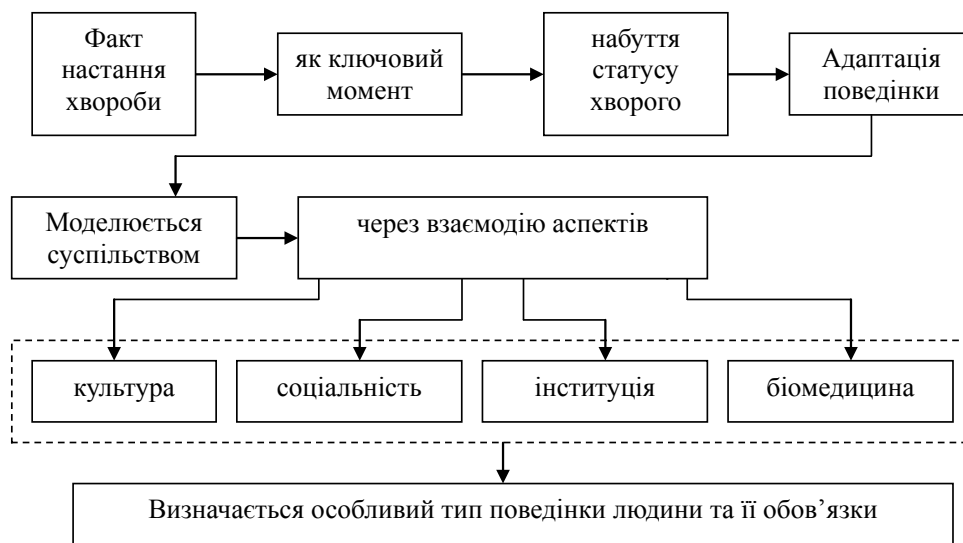 Факт
настання
хвороби
як ключовий
момент
набуття
статусу
хворого
Адаптація
поведінки
Моделюється
суспільством
через взаємодію аспектів
культура
соціальність
інституція
біомедицина
Визначається особливий тип поведінки людини та її обов’язки